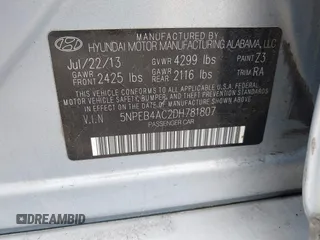 HYUNDAI MOTOR MANUFACTURING ALABAMA, LLC
Jul/22/13 GVWR 4299 lbs PAINT Z3
GAWR FRONT 2425 lbs GAWR REAR 2116 lbs TRIM RA
THIS VEHICLE CONFORMS TO ALL APPLICABLE U.S.A. FEDERAL
MOTOR VEHICLE SAFETY, BUMPER, AND THEFT PREVENTION STANDARDS
IN EFFECT ON THE DATE OF MANUFACTURE SHOWN ABOVE.
V.I.N 5NPEB4AC2DH781807
PASSENGER CAR
DREAMBID